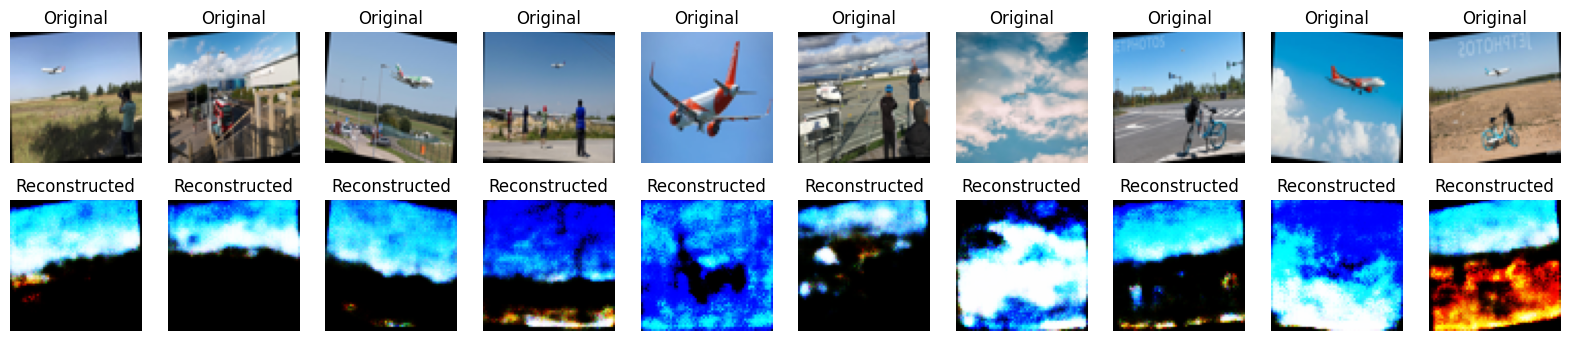 Original Original Original Original Original Original Original Original Original Original
JETPHOTOS
Reconstructed Reconstructed Reconstructed Reconstructed Reconstructed Reconstructed Reconstructed Reconstructed Reconstructed Reconstructed